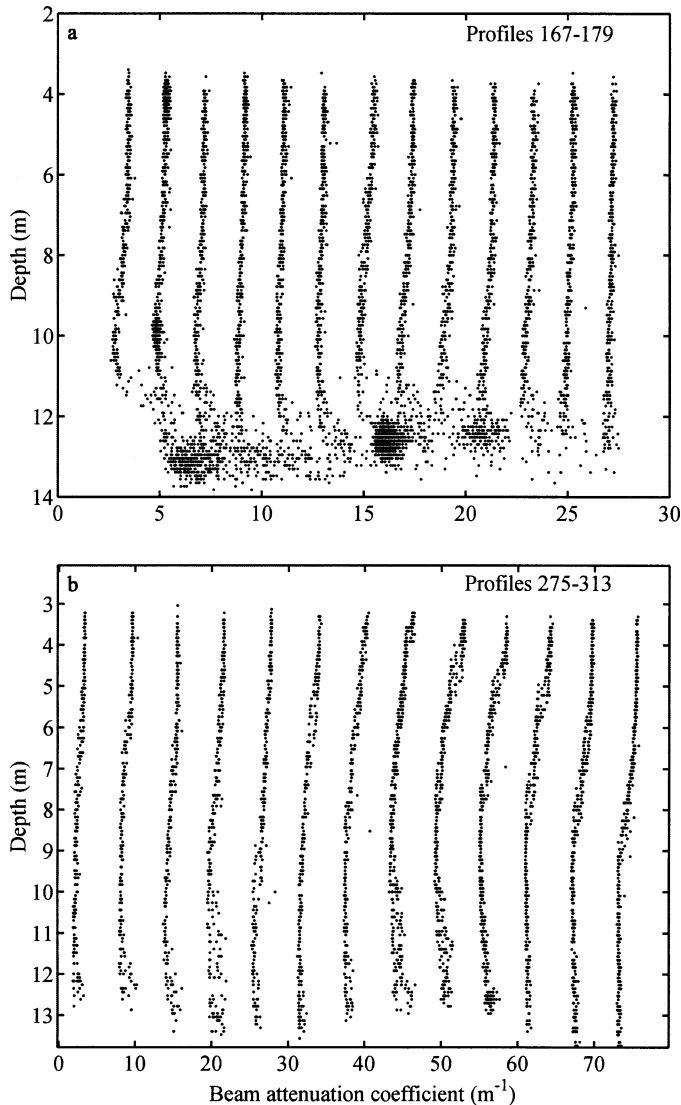 a
Profiles 167-179
2
4
6
8
10
12
14
Depth (m)
0 5 10 15 20 25 30
b
Profiles 275-313
3
4
5
6
7
8
9
10
11
12
13
Depth (m)
0 10 20 30 40 50 60 70
Beam attenuation coefficient (m⁻¹)